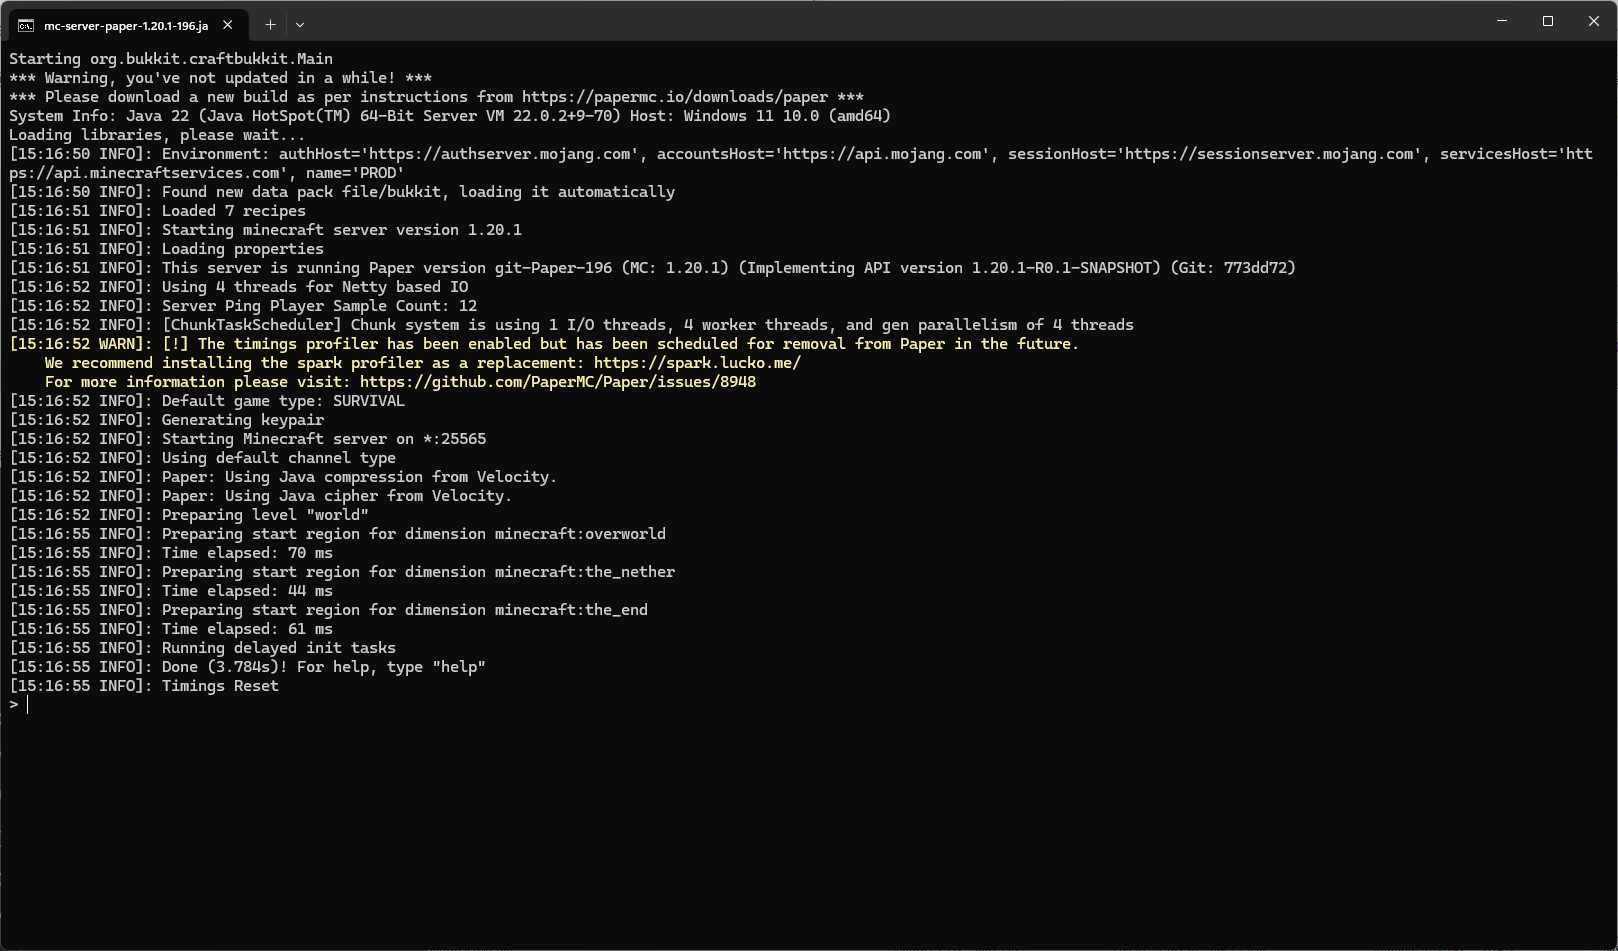 mc-server-paper-1.20.1-196.ja
Starting org.bukkit.craftbukkit.Main
*** Warning, you've not updated in a while! ***
*** Please download a new build as per instructions from https://papermc.io/downloads/paper ***
System Info: Java 22 (Java HotSpot(TM) 64-Bit Server VM 22.0.2+9-70) Host: Windows 11 10.0 (amd64)
Loading libraries, please wait...
[15:16:50 INFO]: Environment: authHost='https://authserver.mojang.com', accountsHost='https://api.mojang.com', sessionHost='https://sessionserver.mojang.com', servicesHost='htt
ps://api.minecraftservices.com', name='PROD'
[15:16:50 INFO]: Found new data pack file/bukkit, loading it automatically
[15:16:51 INFO]: Loaded 7 recipes
[15:16:51 INFO]: Starting minecraft server version 1.20.1
[15:16:51 INFO]: Loading properties
[15:16:51 INFO]: This server is running Paper version git-Paper-196 (MC: 1.20.1) (Implementing API version 1.20.1-R0.1-SNAPSHOT) (Git: 773dd72)
[15:16:52 INFO]: Using 4 threads for Netty based IO
[15:16:52 INFO]: Server Ping Player Sample Count: 12
[15:16:52 INFO]: [ChunkTaskScheduler] Chunk system is using 1 I/O threads, 4 worker threads, and gen parallelism of 4 threads
[15:16:52 WARN]: [!] The timings profiler has been enabled but has been scheduled for removal from Paper in the future.
    We recommend installing the spark profiler as a replacement: https://spark.lucko.me/
    For more information please visit: https://github.com/PaperMC/Paper/issues/8948
[15:16:52 INFO]: Default game type: SURVIVAL
[15:16:52 INFO]: Generating keypair
[15:16:52 INFO]: Starting Minecraft server on *:25565
[15:16:52 INFO]: Using default channel type
[15:16:52 INFO]: Paper: Using Java compression from Velocity.
[15:16:52 INFO]: Paper: Using Java cipher from Velocity.
[15:16:52 INFO]: Preparing level "world"
[15:16:55 INFO]: Preparing start region for dimension minecraft:overworld
[15:16:55 INFO]: Time elapsed: 70 ms
[15:16:55 INFO]: Preparing start region for dimension minecraft:the_nether
[15:16:55 INFO]: Time elapsed: 44 ms
[15:16:55 INFO]: Preparing start region for dimension minecraft:the_end
[15:16:55 INFO]: Time elapsed: 61 ms
[15:16:55 INFO]: Running delayed init tasks
[15:16:55 INFO]: Done (3.784s)! For help, type "help"
[15:16:55 INFO]: Timings Reset
>